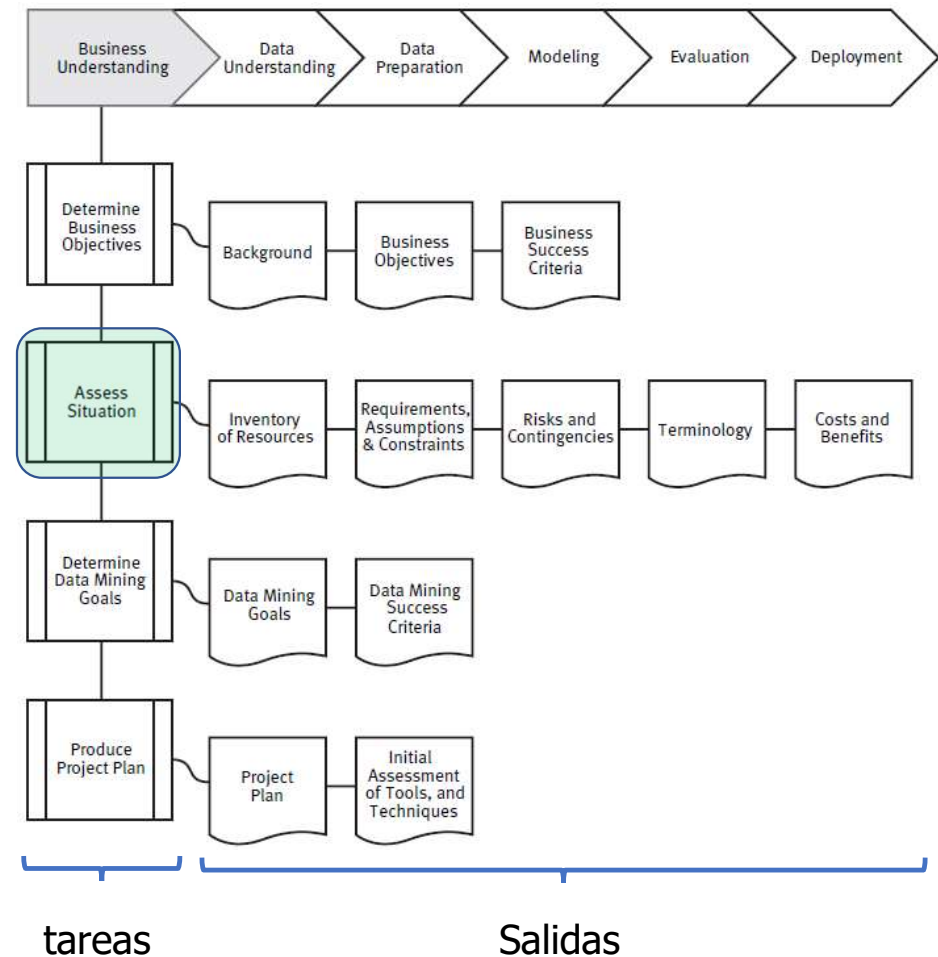 Business
Understanding
Data
Understanding
Data
Preparation
Modeling
Evaluation
Deployment
Determine
Business
Objectives
Background
Business
Objectives
Business
Success
Criteria
Assess
Situation
Inventory
of Resources
Requirements,
Assumptions
& Constraints
Risks and
Contingencies
Terminology
Costs and
Benefits
Determine
Data Mining
Goals
Data Mining
Goals
Data Mining
Success
Criteria
Produce
Project Plan
Project
Plan
Initial
Assessment
of Tools, and
Techniques
tareas
Salidas